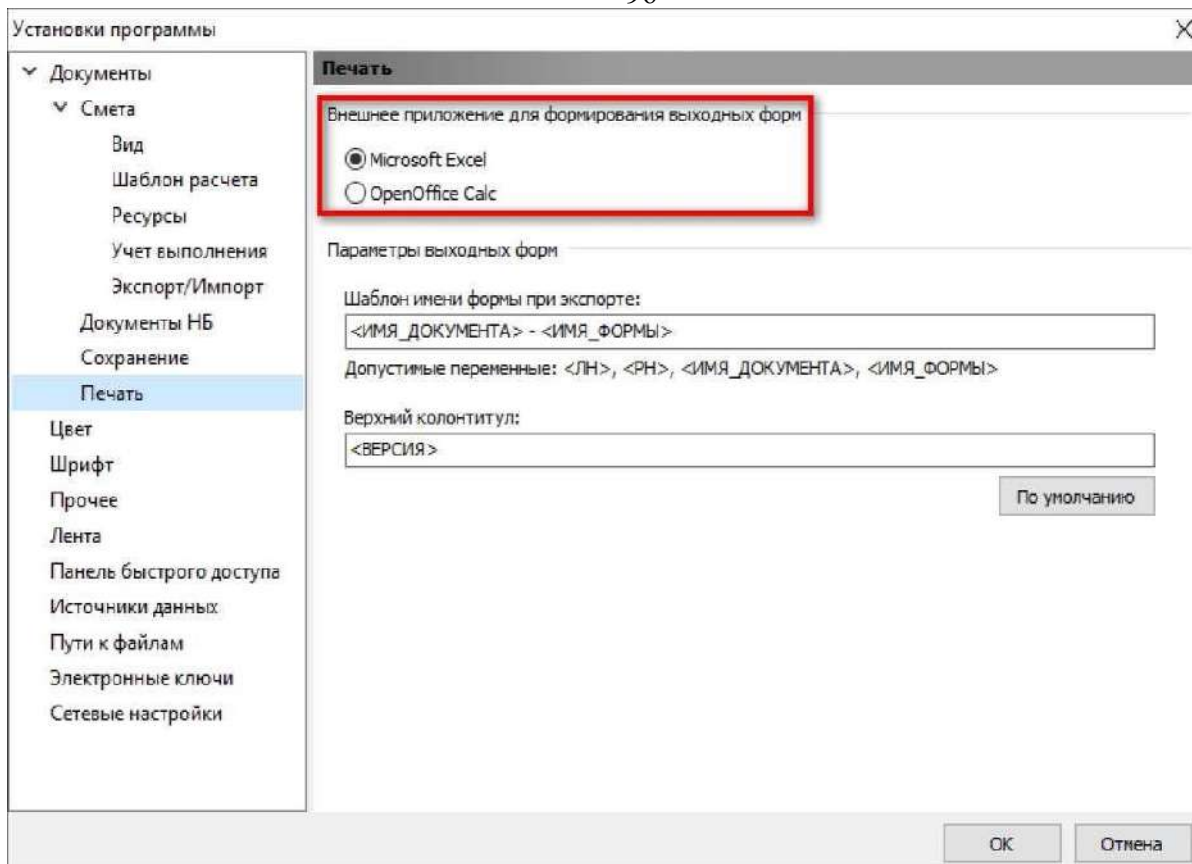 90
Установки программы
Документы
Смета
Вид
Шаблон расчета
Ресурсы
Учет выполнения
Экспорт/Импорт
Документы НБ
Сохранение
Печать
Цвет
Шрифт
Прочее
Лента
Панель быстрого доступа
Источники данных
Пути к файлам
Электронные ключи
Сетевые настройки
Печать
Внешнее приложение для формирования выходных форм
Microsoft Excel
OpenOffice Calc
Параметры выходных форм
Шаблон имени формы при экспорте:
<ИМЯ_ДОКУМЕНТА> - <ИМЯ_ФОРМЫ>
Допустимые переменные: <ЛН>, <РН>, <ИМЯ_ДОКУМЕНТА>, <ИМЯ_ФОРМЫ>
Верхний колонтитул:
<ВЕРСИЯ>
По умолчанию
ОК
Отмена